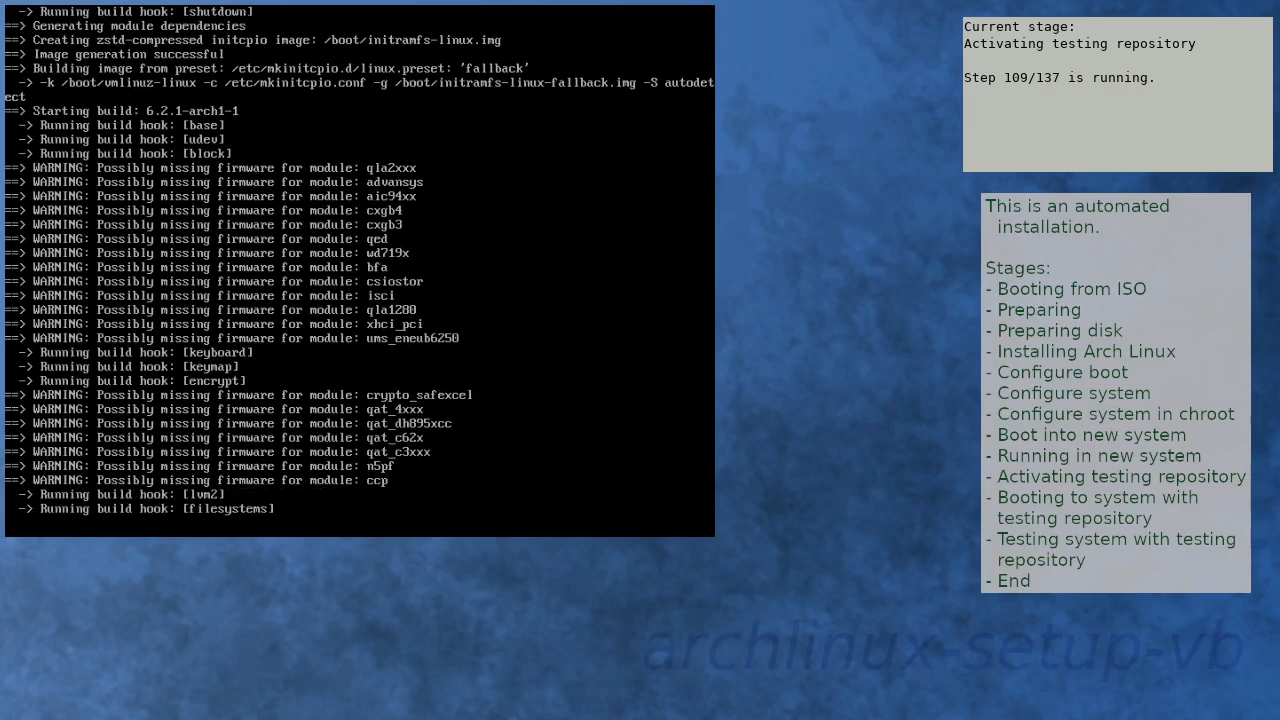 -> Running build hook: [shutdown]
==> Generating module dependencies
==> Creating zstd-compressed initcpio image: /boot/initramfs-linux.img
==> Image generation successful
==> Building image from preset: /etc/mkinitcpio.d/linux.preset: 'fallback'
-> -k /boot/vmlinuz-linux -c /etc/mkinitcpio.conf -g /boot/initramfs-linux-fallback.img -S autodet
ect
==> Starting build: 6.2.1-arch1-1
-> Running build hook: [base]
-> Running build hook: [udev]
-> Running build hook: [block]
==> WARNING: Possibly missing firmware for module: qla2xxx
==> WARNING: Possibly missing firmware for module: advansys
==> WARNING: Possibly missing firmware for module: aic94xx
==> WARNING: Possibly missing firmware for module: cxgb4
==> WARNING: Possibly missing firmware for module: cxgb3
==> WARNING: Possibly missing firmware for module: qed
==> WARNING: Possibly missing firmware for module: wd719x
==> WARNING: Possibly missing firmware for module: bfa
==> WARNING: Possibly missing firmware for module: csiostor
==> WARNING: Possibly missing firmware for module: isci
==> WARNING: Possibly missing firmware for module: qla1280
==> WARNING: Possibly missing firmware for module: xhci_pci
==> WARNING: Possibly missing firmware for module: ums_eneub6250
-> Running build hook: [keyboard]
-> Running build hook: [keymap]
-> Running build hook: [encrypt]
==> WARNING: Possibly missing firmware for module: crypto_safexcel
==> WARNING: Possibly missing firmware for module: qat_4xxx
==> WARNING: Possibly missing firmware for module: qat_dh895xcc
==> WARNING: Possibly missing firmware for module: qat_c62x
==> WARNING: Possibly missing firmware for module: qat_c3xxx
==> WARNING: Possibly missing firmware for module: n5pf
==> WARNING: Possibly missing firmware for module: ccp
-> Running build hook: [lvm2]
-> Running build hook: [filesystems]
Current stage:
Activating testing repository
Step 109/137 is running.
This is an automated
installation.
Stages:
- Booting from ISO
- Preparing
- Preparing disk
- Installing Arch Linux
- Configure boot
- Configure system
- Configure system in chroot
- Boot into new system
- Running in new system
- Activating testing repository
- Booting to system with
testing repository
- Testing system with testing
repository
- End
archlinux-setup-vb